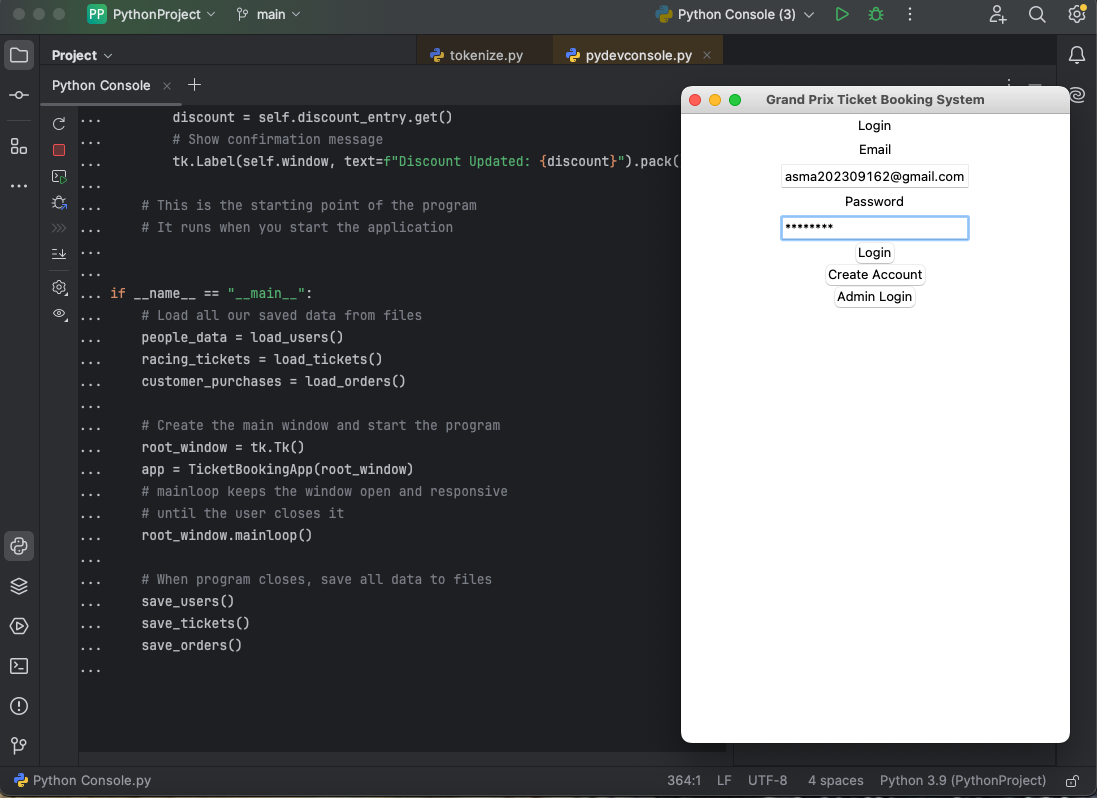 PP PythonProject main Python Console (3)
Project tokenize.py pydevconsole.py
Python Console
... discount = self.discount_entry.get()
... # Show confirmation message
... tk.Label(self.window, text=f"Discount Updated: {discount}").pack(
...
... # This is the starting point of the program
... # It runs when you start the application
...
...
... if __name__ == "__main__":
... # Load all our saved data from files
... people_data = load_users()
... racing_tickets = load_tickets()
... customer_purchases = load_orders()
...
... # Create the main window and start the program
... root_window = tk.Tk()
... app = TicketBookingApp(root_window)
... # mainloop keeps the window open and responsive
... # until the user closes it
... root_window.mainloop()
...
... # When program closes, save all data to files
... save_users()
... save_tickets()
... save_orders()
...
Grand Prix Ticket Booking System
Login
Email
asma202309162@gmail.com
Password
********
Login
Create Account
Admin Login
Python Console.py 364:1 LF UTF-8 4 spaces Python 3.9 (PythonProject)